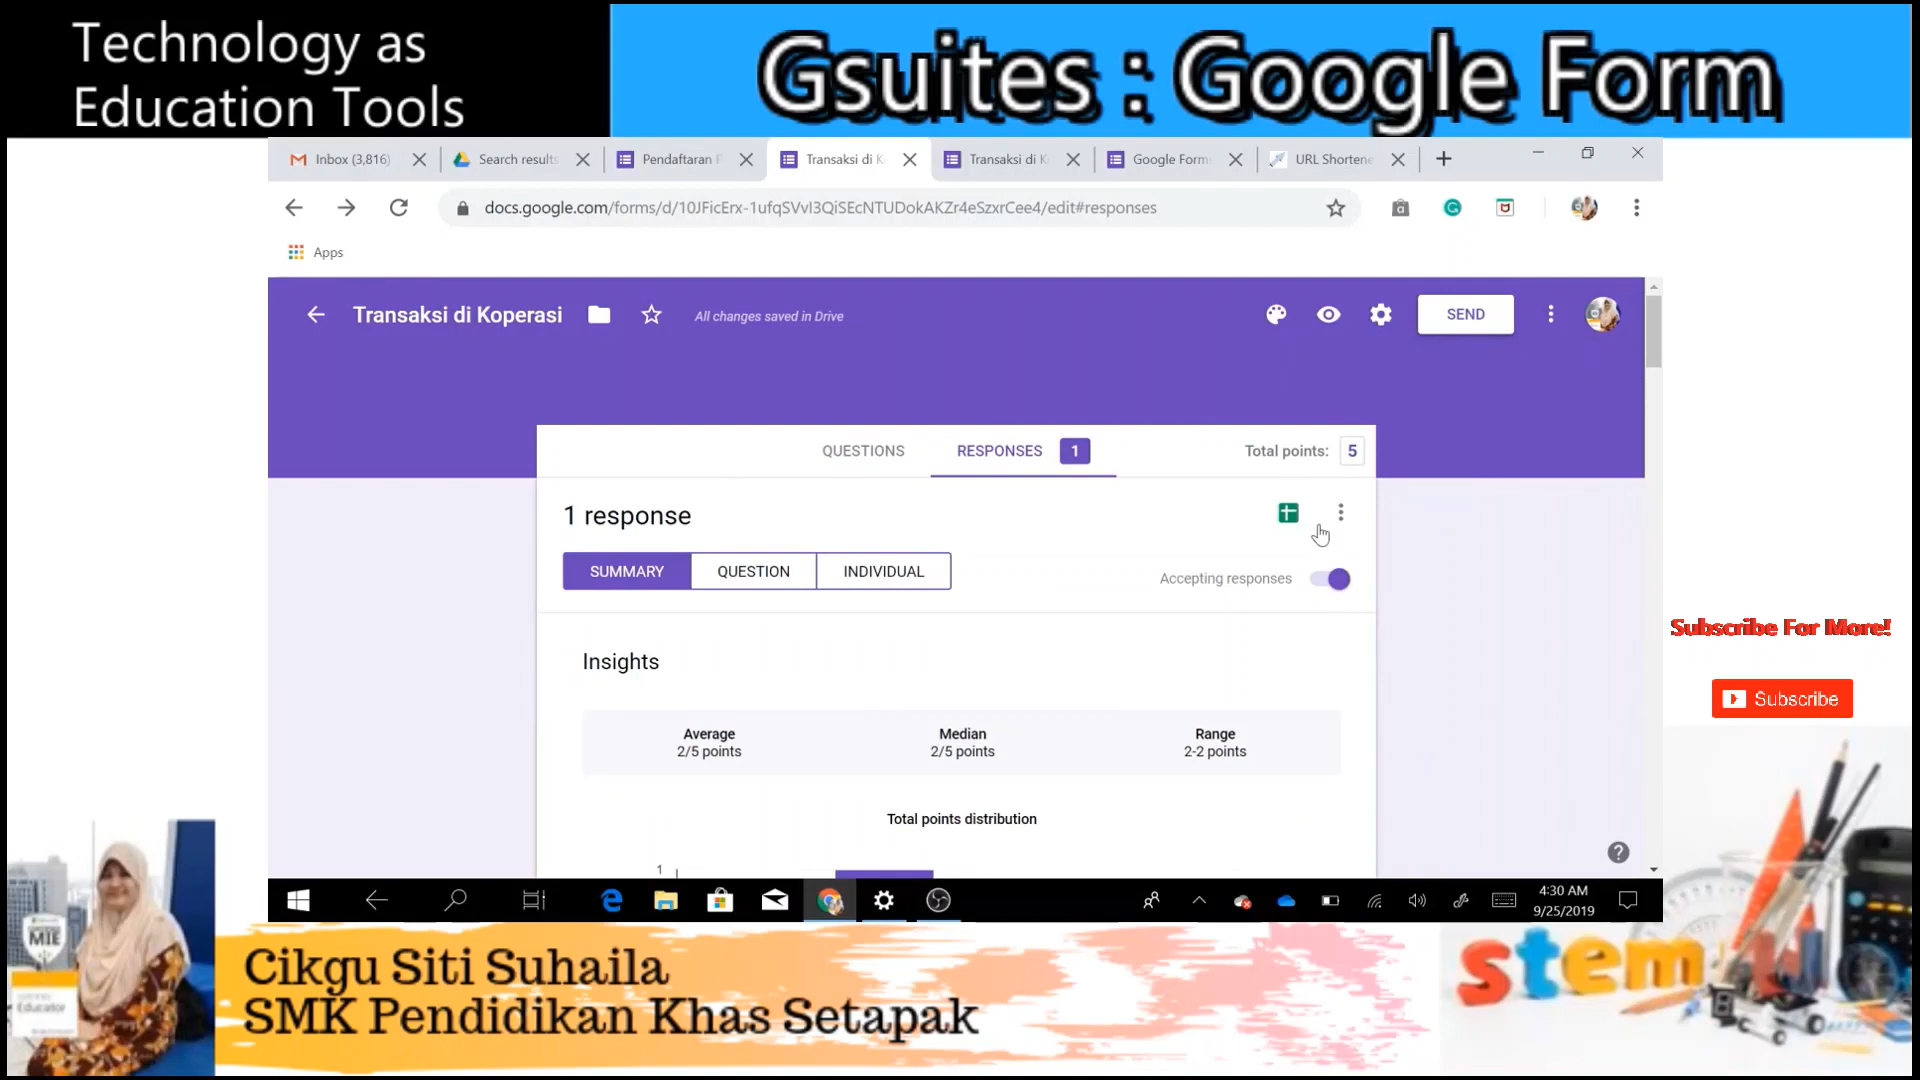 Technology as
Education Tools
Gsuites : Google Form
Inbox (3,816)
Search results
Pendaftaran
Transaksi di K
Transaksi di K
Google Form
URL Shortene
docs.google.com/forms/d/10JFicErx-1ufqSVvI3QiSEcNTUDokAKZr4eSzxrCee4/edit#responses
Apps
Transaksi di Koperasi
All changes saved in Drive
SEND
QUESTIONS
RESPONSES
1
Total points:
5
1 response
SUMMARY
QUESTION
INDIVIDUAL
Accepting responses
Insights
Average
2/5 points
Median
2/5 points
Range
2-2 points
Total points distribution
1
Subscribe For More!
Subscribe
4:30 AM
9/25/2019
MIE
Educator
Cikgu Siti Suhaila
SMK Pendidikan Khas Setapak
stem